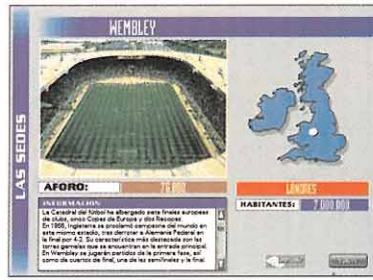 WEMBLEY
LAS SEDES
AFORO: 76.000
INFORMACION
La Catedral del fútbol ha albergado siete finales europeas
de clubs, cinco Copas de Europa y dos Recopas.
En 1966, Inglaterra se proclamó campeona del mundo en
este mismo estadio, tras derrotar a Alemania Federal en
la final por 4-2. Su característica más destacada son las
torres gemelas que se encuentran en la entrada principal.
En Wembley se jugarán partidos de la primera fase, así
como de cuartos de final, una de las semifinales y la final.
LONDRES
HABITANTES: 7.000.000